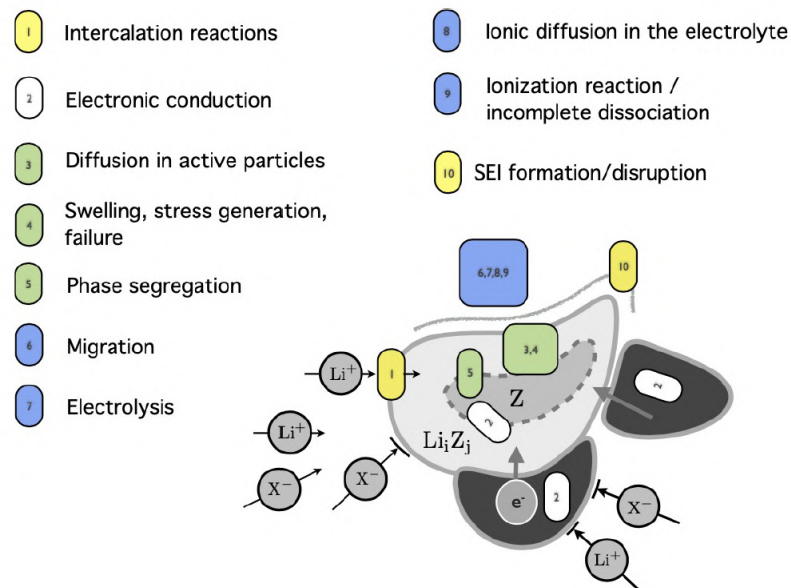 1 Intercalation reactions
2 Electronic conduction
3 Diffusion in active particles
4 Swelling, stress generation,
failure
5 Phase segregation
6 Migration
7 Electrolysis
8 Ionic diffusion in the electrolyte
9 Ionization reaction /
incomplete dissociation
10 SEI formation/disruption
6,7,8,9
10
3,4
Li⁺
1
5
2
Z
2
Li⁺
LiᵢZⱼ
X⁻
X⁻
e⁻
2
X⁻
Li⁺